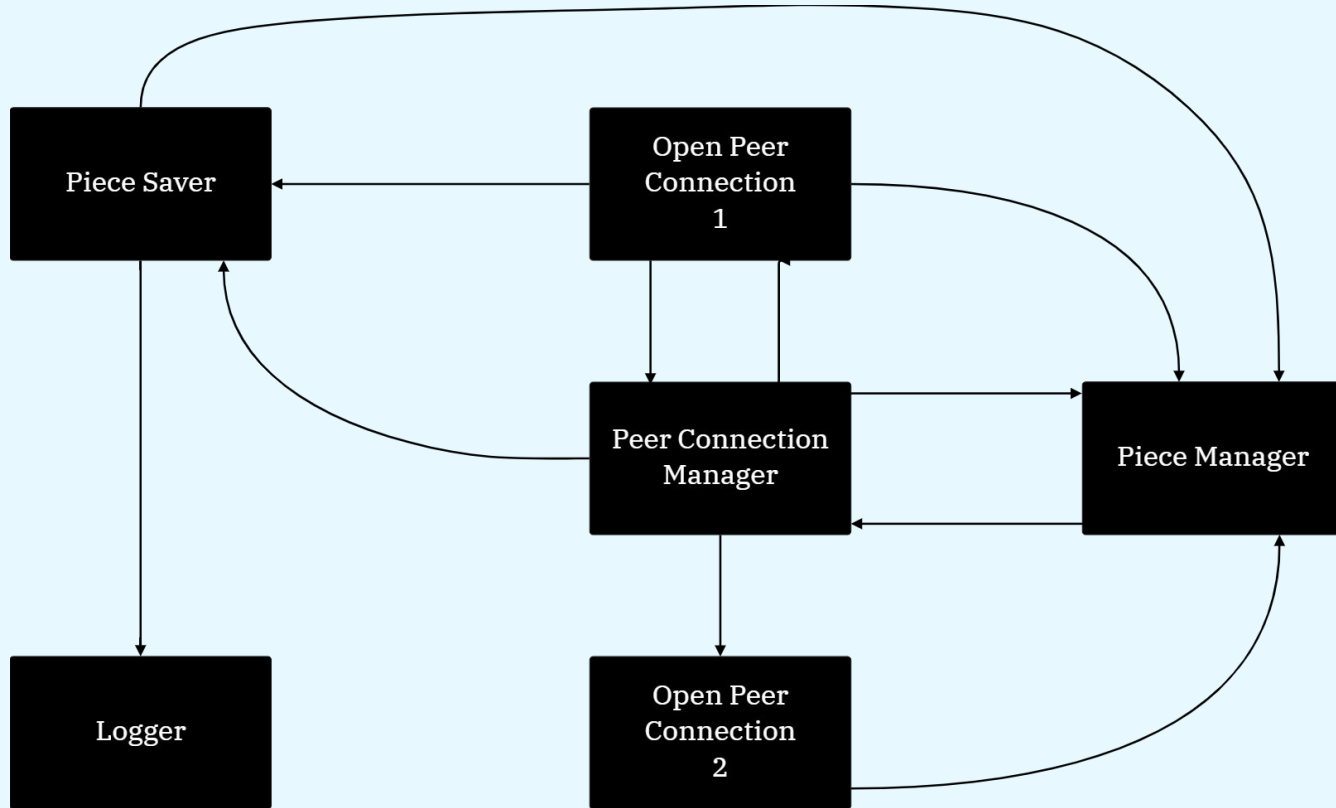 Piece Saver
Open Peer
Connection
1
Peer Connection
Manager
Piece Manager
Logger
Open Peer
Connection
2